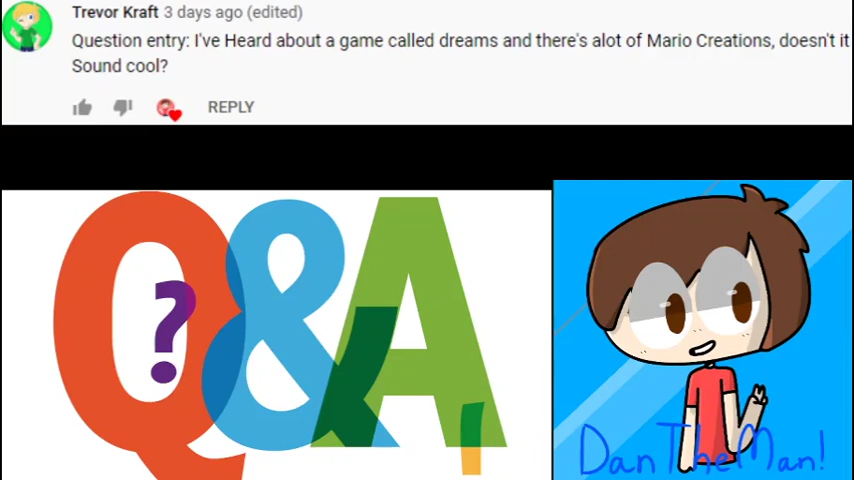 Trevor Kraft 3 days ago (edited)
Question entry: I've Heard about a game called dreams and there's alot of Mario Creations, doesn't it
Sound cool?
REPLY
Q&A
?
DanTheMan!